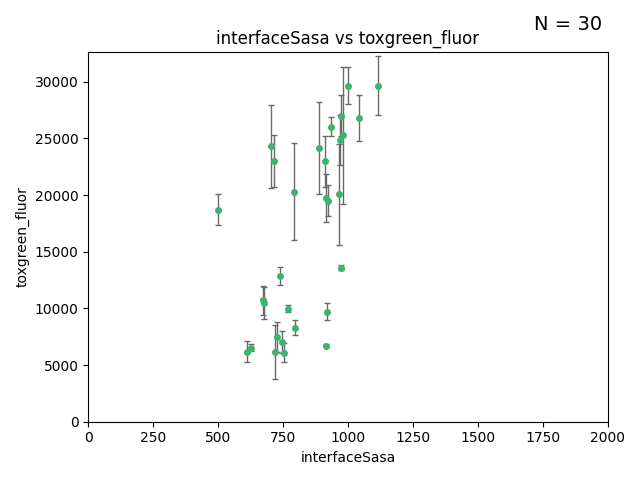 N = 30
interfaceSasa vs toxgreen_fluor
30000
25000
20000
15000
10000
5000
0
toxgreen_fluor
0 250 500 750 1000 1250 1500 1750 2000
interfaceSasa